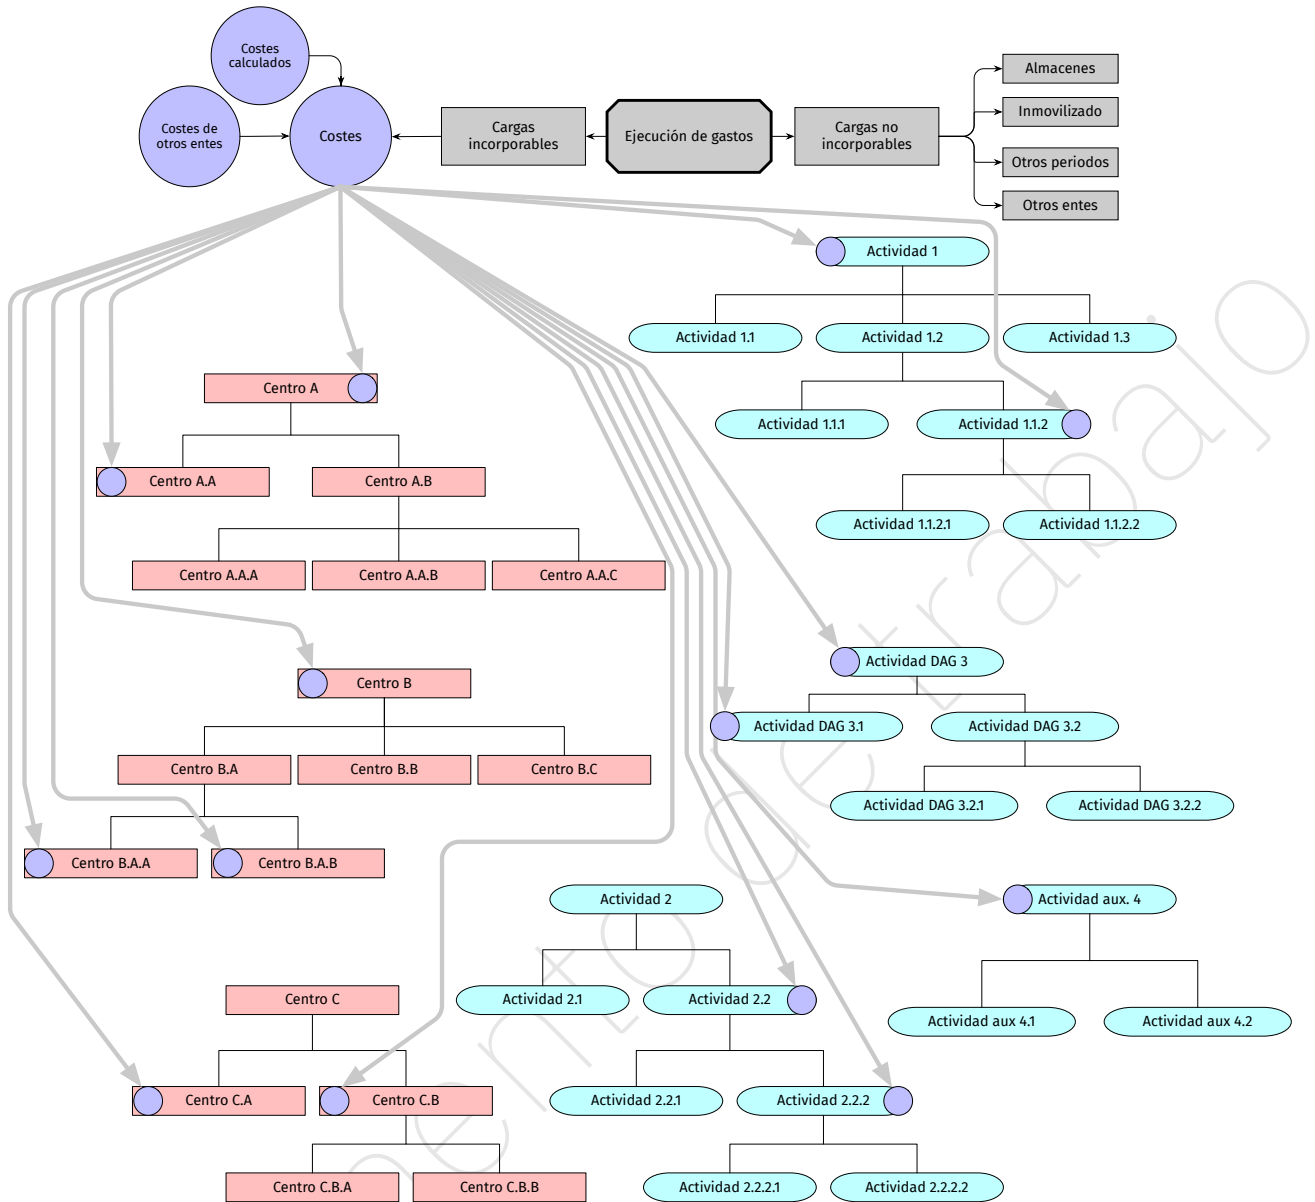 Costes
calculados
Costes de
otros entes
Costes
Cargas
incorporables
Ejecución de gastos
Cargas no
incorporables
Almacenes
Inmovilizado
Otros periodos
Otros entes
Actividad 1
Actividad 1.1
Actividad 1.2
Actividad 1.3
Actividad 1.1.1
Actividad 1.1.2
Actividad 1.1.2.1
Actividad 1.1.2.2
Centro A
Centro A.A
Centro A.B
Centro A.A.A
Centro A.A.B
Centro A.A.C
Centro B
Centro B.A
Centro B.B
Centro B.C
Centro B.A.A
Centro B.A.B
Actividad DAG 3
Actividad DAG 3.1
Actividad DAG 3.2
Actividad DAG 3.2.1
Actividad DAG 3.2.2
Actividad aux. 4
Actividad aux 4.1
Actividad aux 4.2
Actividad 2
Actividad 2.1
Actividad 2.2
Actividad 2.2.1
Actividad 2.2.2
Actividad 2.2.2.1
Actividad 2.2.2.2
Centro C
Centro C.A
Centro C.B
Centro C.B.A
Centro C.B.B
ento de trabajo